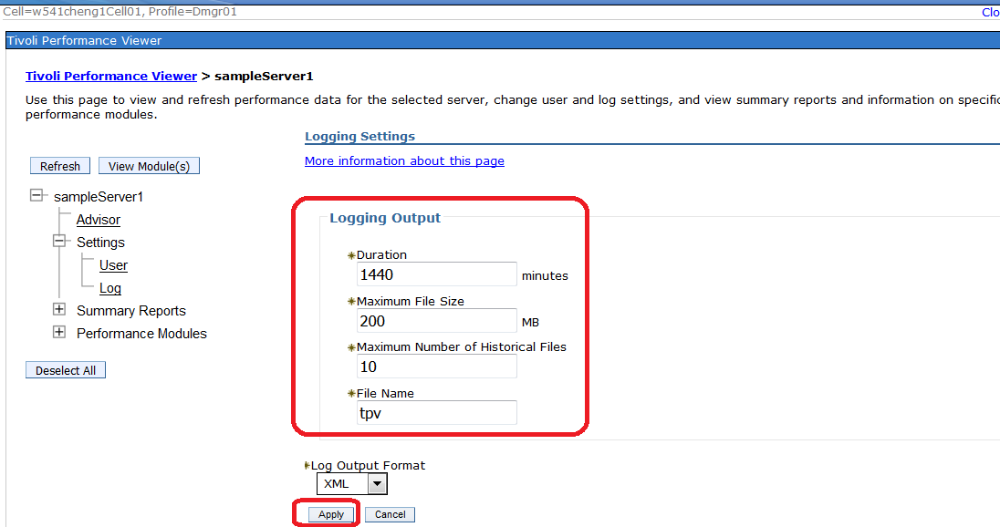 Cell=w541cheng1Cell01, Profile=Dmgr01
Clo
Tivoli Performance Viewer
Tivoli Performance Viewer > sampleServer1
Use this page to view and refresh performance data for the selected server, change user and log settings, and view summary reports and information on specific
performance modules.
Logging Settings
More information about this page
Refresh
View Module(s)
sampleServer1
Advisor
Settings
User
Log
Summary Reports
Performance Modules
Deselect All
Logging Output
Duration
1440 minutes
Maximum File Size
200 MB
Maximum Number of Historical Files
10
File Name
tpv
Log Output Format
XML
Apply
Cancel